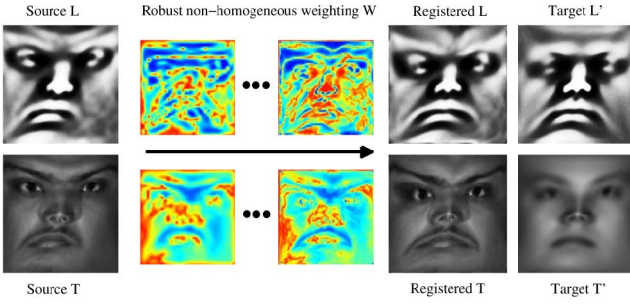 Source L
Robust non-homogeneous weighting W
Registered L
Target L'
Source T
Registered T
Target T'